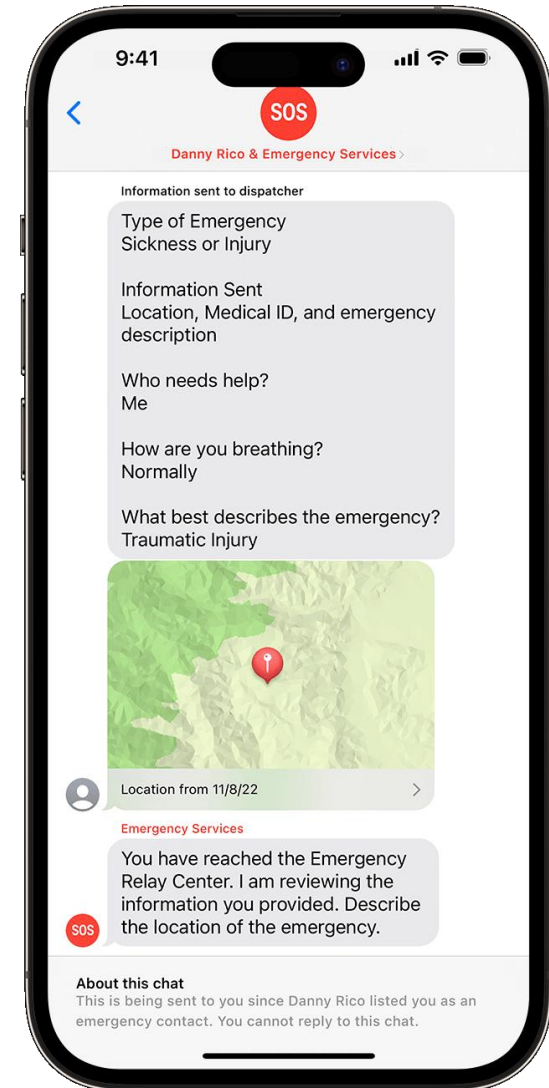 9:41
SOS
Danny Rico & Emergency Services
Information sent to dispatcher
Type of Emergency
Sickness or Injury
Information Sent
Location, Medical ID, and emergency
description
Who needs help?
Me
How are you breathing?
Normally
What best describes the emergency?
Traumatic Injury
Location from 11/8/22
Emergency Services
You have reached the Emergency
Relay Center. I am reviewing the
information you provided. Describe
the location of the emergency.
SOS
About this chat
This is being sent to you since Danny Rico listed you as an
emergency contact. You cannot reply to this chat.